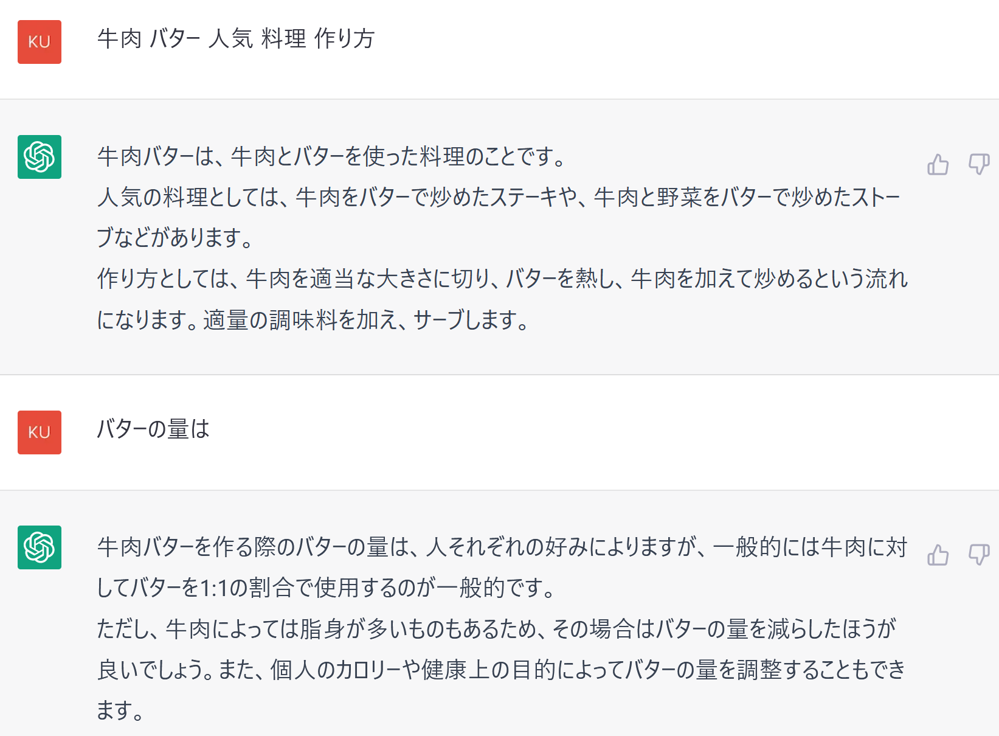 KU
牛肉 バター 人気 料理 作り方
牛肉バターは、牛肉とバターを使った料理のことです。
人気の料理としては、牛肉をバターで炒めたステーキや、牛肉と野菜をバターで炒めたストー
ブなどがあります。
作り方としては、牛肉を適当な大きさに切り、バターを熱し、牛肉を加えて炒めるという流れ
になります。適量の調味料を加え、サーブします。
KU
バターの量は
牛肉バターを作る際のバターの量は、人それぞれの好みによりますが、一般的には牛肉に対
してバターを1:1の割合で使用するのが一般的です。
ただし、牛肉によっては脂身が多いものもあるため、その場合はバターの量を減らしたほうが
良いでしょう。また、個人のカロリーや健康上の目的によってバターの量を調整することもでき
ます。